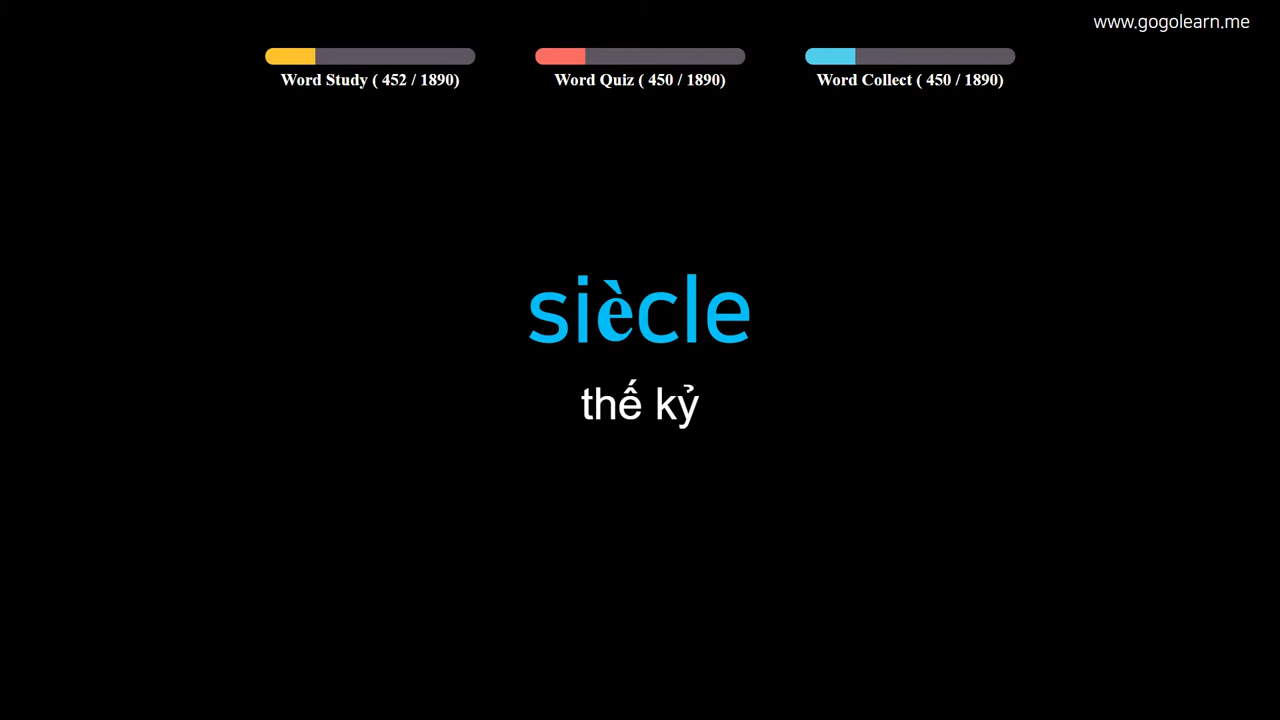 www.gogolearn.me
Word Study ( 452 / 1890)
Word Quiz ( 450 / 1890)
Word Collect ( 450 / 1890)
siècle
thế kỷ